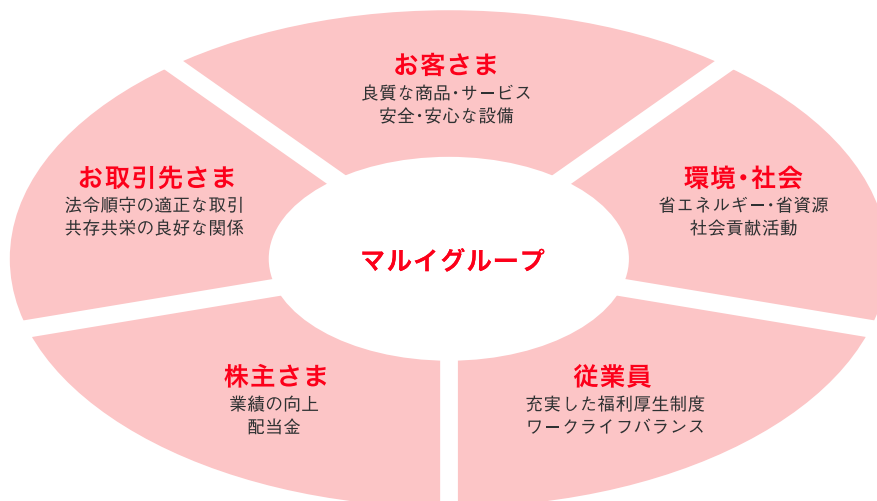 お客さま
良質な商品・サービス
安全・安心な設備
お取引先さま
法令順守の適正な取引
共存共栄の良好な関係
環境・社会
省エネルギー・省資源
社会貢献活動
マルイグループ
株主さま
業績の向上
配当金
従業員
充実した福利厚生制度
ワークライフバランス